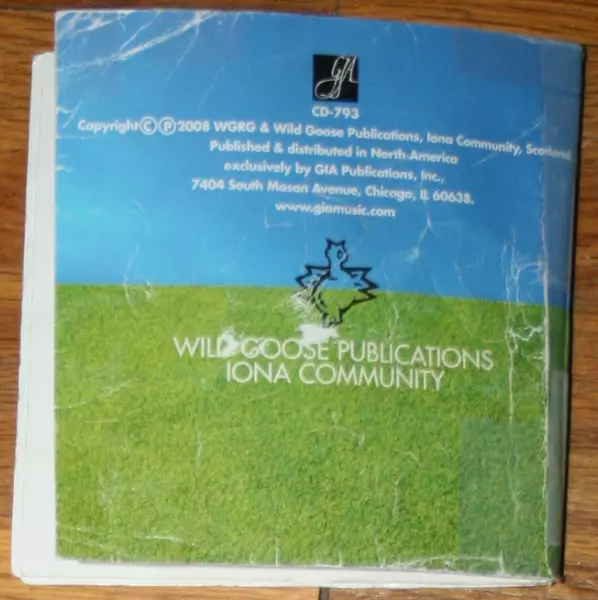 GIA
CD-793
Copyright © ℗ 2008 WGRG & Wild Goose Publications, Iona Community, Scotland
Published & distributed in North America
exclusively by GIA Publications, Inc.,
7404 South Mason Avenue, Chicago, IL 60638.
www.giamusic.com
WILD GOOSE PUBLICATIONS
IONA COMMUNITY